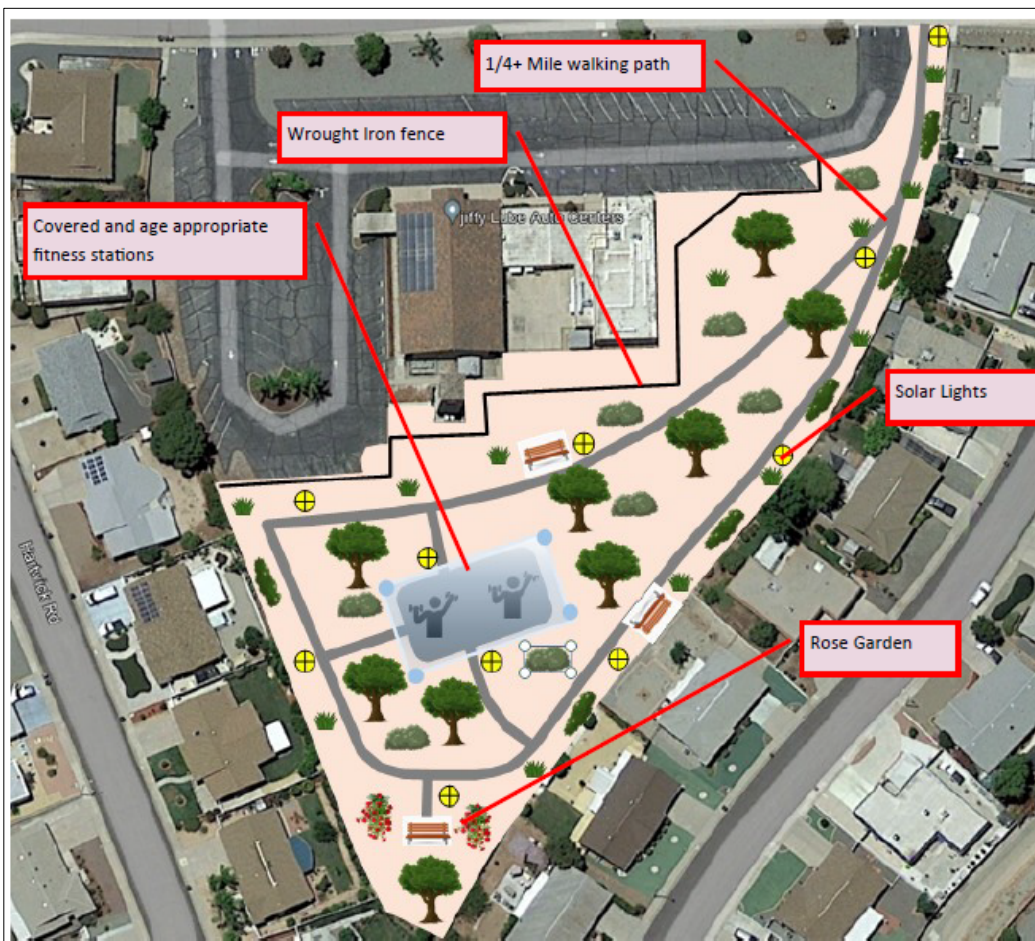 1/4+ Mile walking path
Wrought Iron fence
Covered and age appropriate
fitness stations
Jiffy Lube Auto Centers
Solar Lights
Hartwick Rd
Rose Garden